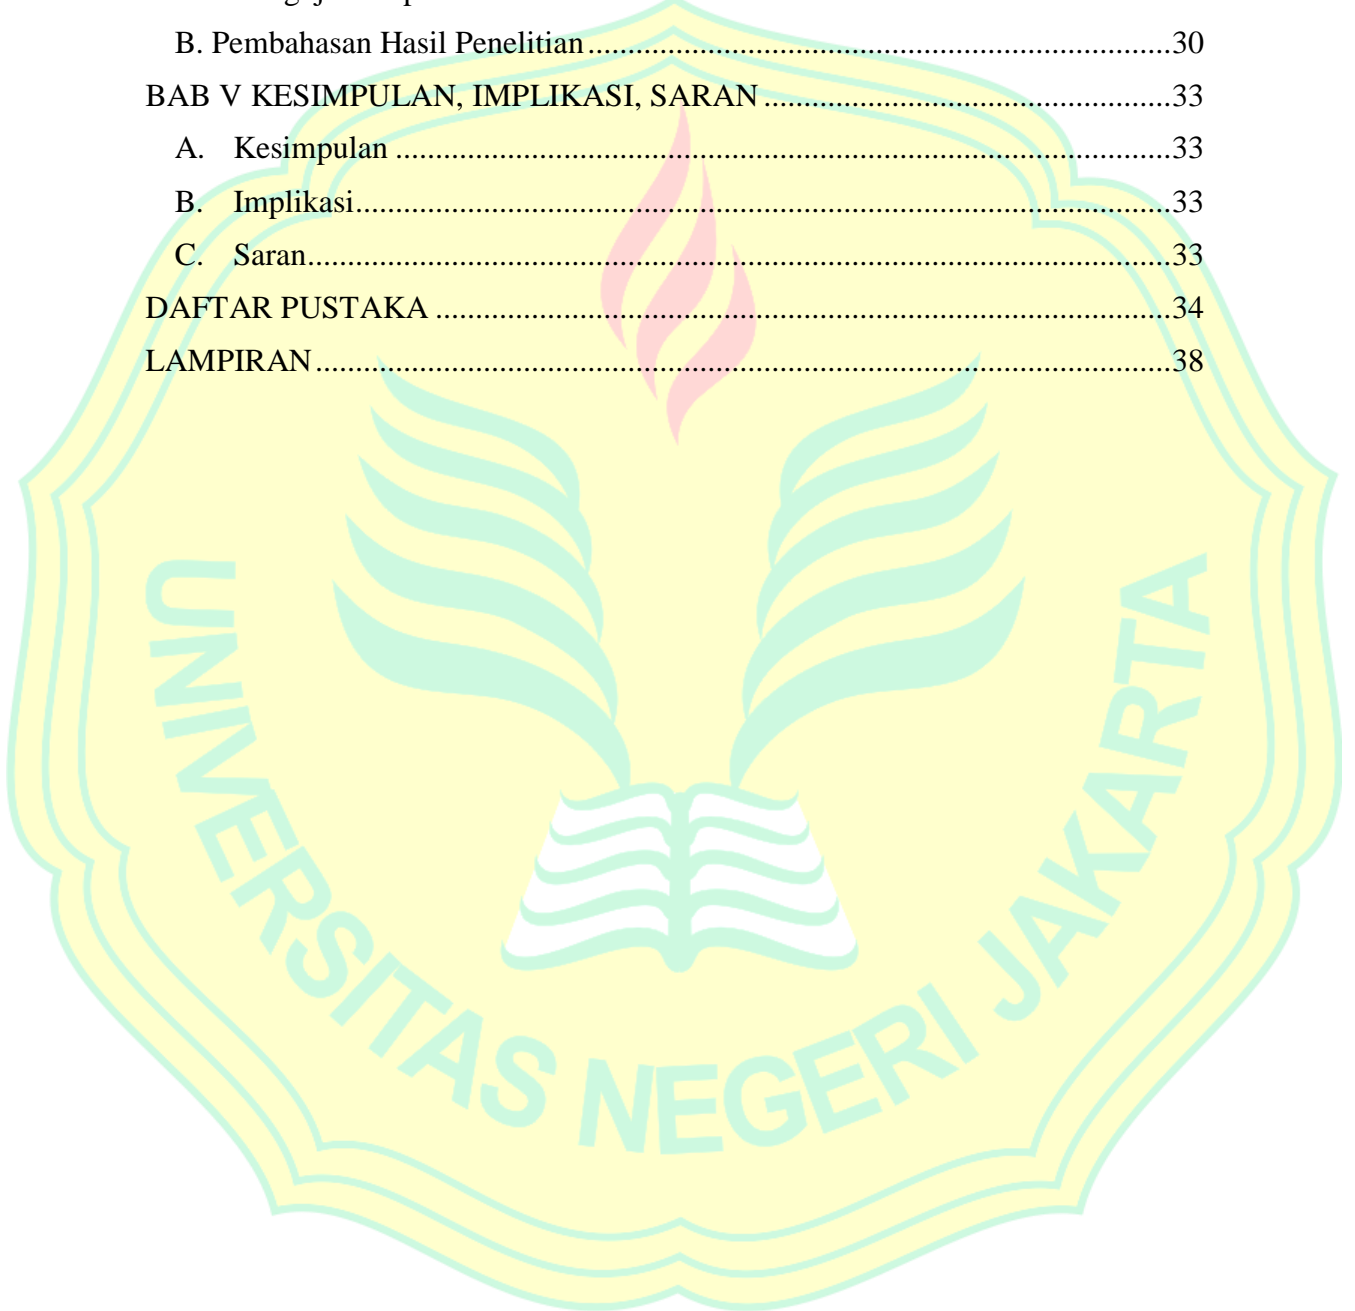 B. Pembahasan Hasil Penelitian ........................................................................ 30
BAB V KESIMPULAN, IMPLIKASI, SARAN .................................................. 33
A. Kesimpulan ................................................................................................ 33
B. Implikasi ..................................................................................................... 33
C. Saran ........................................................................................................... 33
DAFTAR PUSTAKA ........................................................................................... 34
LAMPIRAN .......................................................................................................... 38
UNIVERSITAS NEGERI JAKARTA